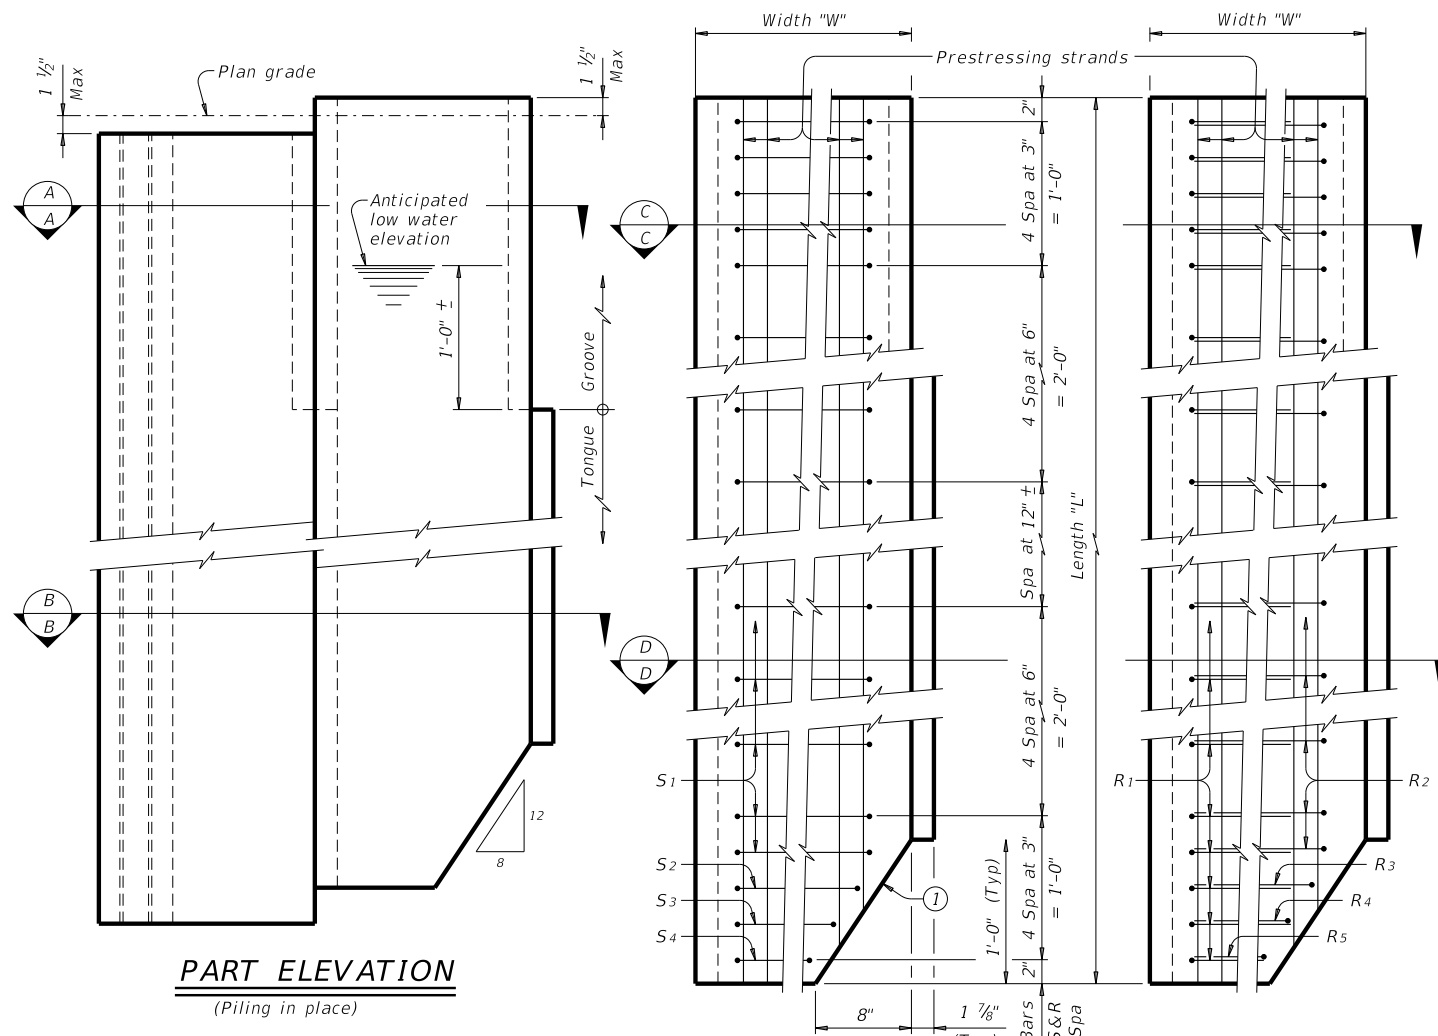 Width "W"
Width "W"
Prestressing strands
1 ½"
Max
Plan grade
1 ½"
Max
A
A
Anticipated
low water
elevation
1'-0" ±
Groove
Tongue
B
B
12
8
PART ELEVATION
(Piling in place)
C
C
D
D
2"
4 Spa at 3"
= 1'-0"
4 Spa at 6"
= 2'-0"
Spa at 12" ±
Length "L"
4 Spa at 6"
= 2'-0"
4 Spa at 3"
= 1'-0"
2"
1'-0" (Typ)
S1
S2
S3
S4
1
R1
R2
R3
R4
R5
8"
1 ⅞"
Bars
S&R
Spa